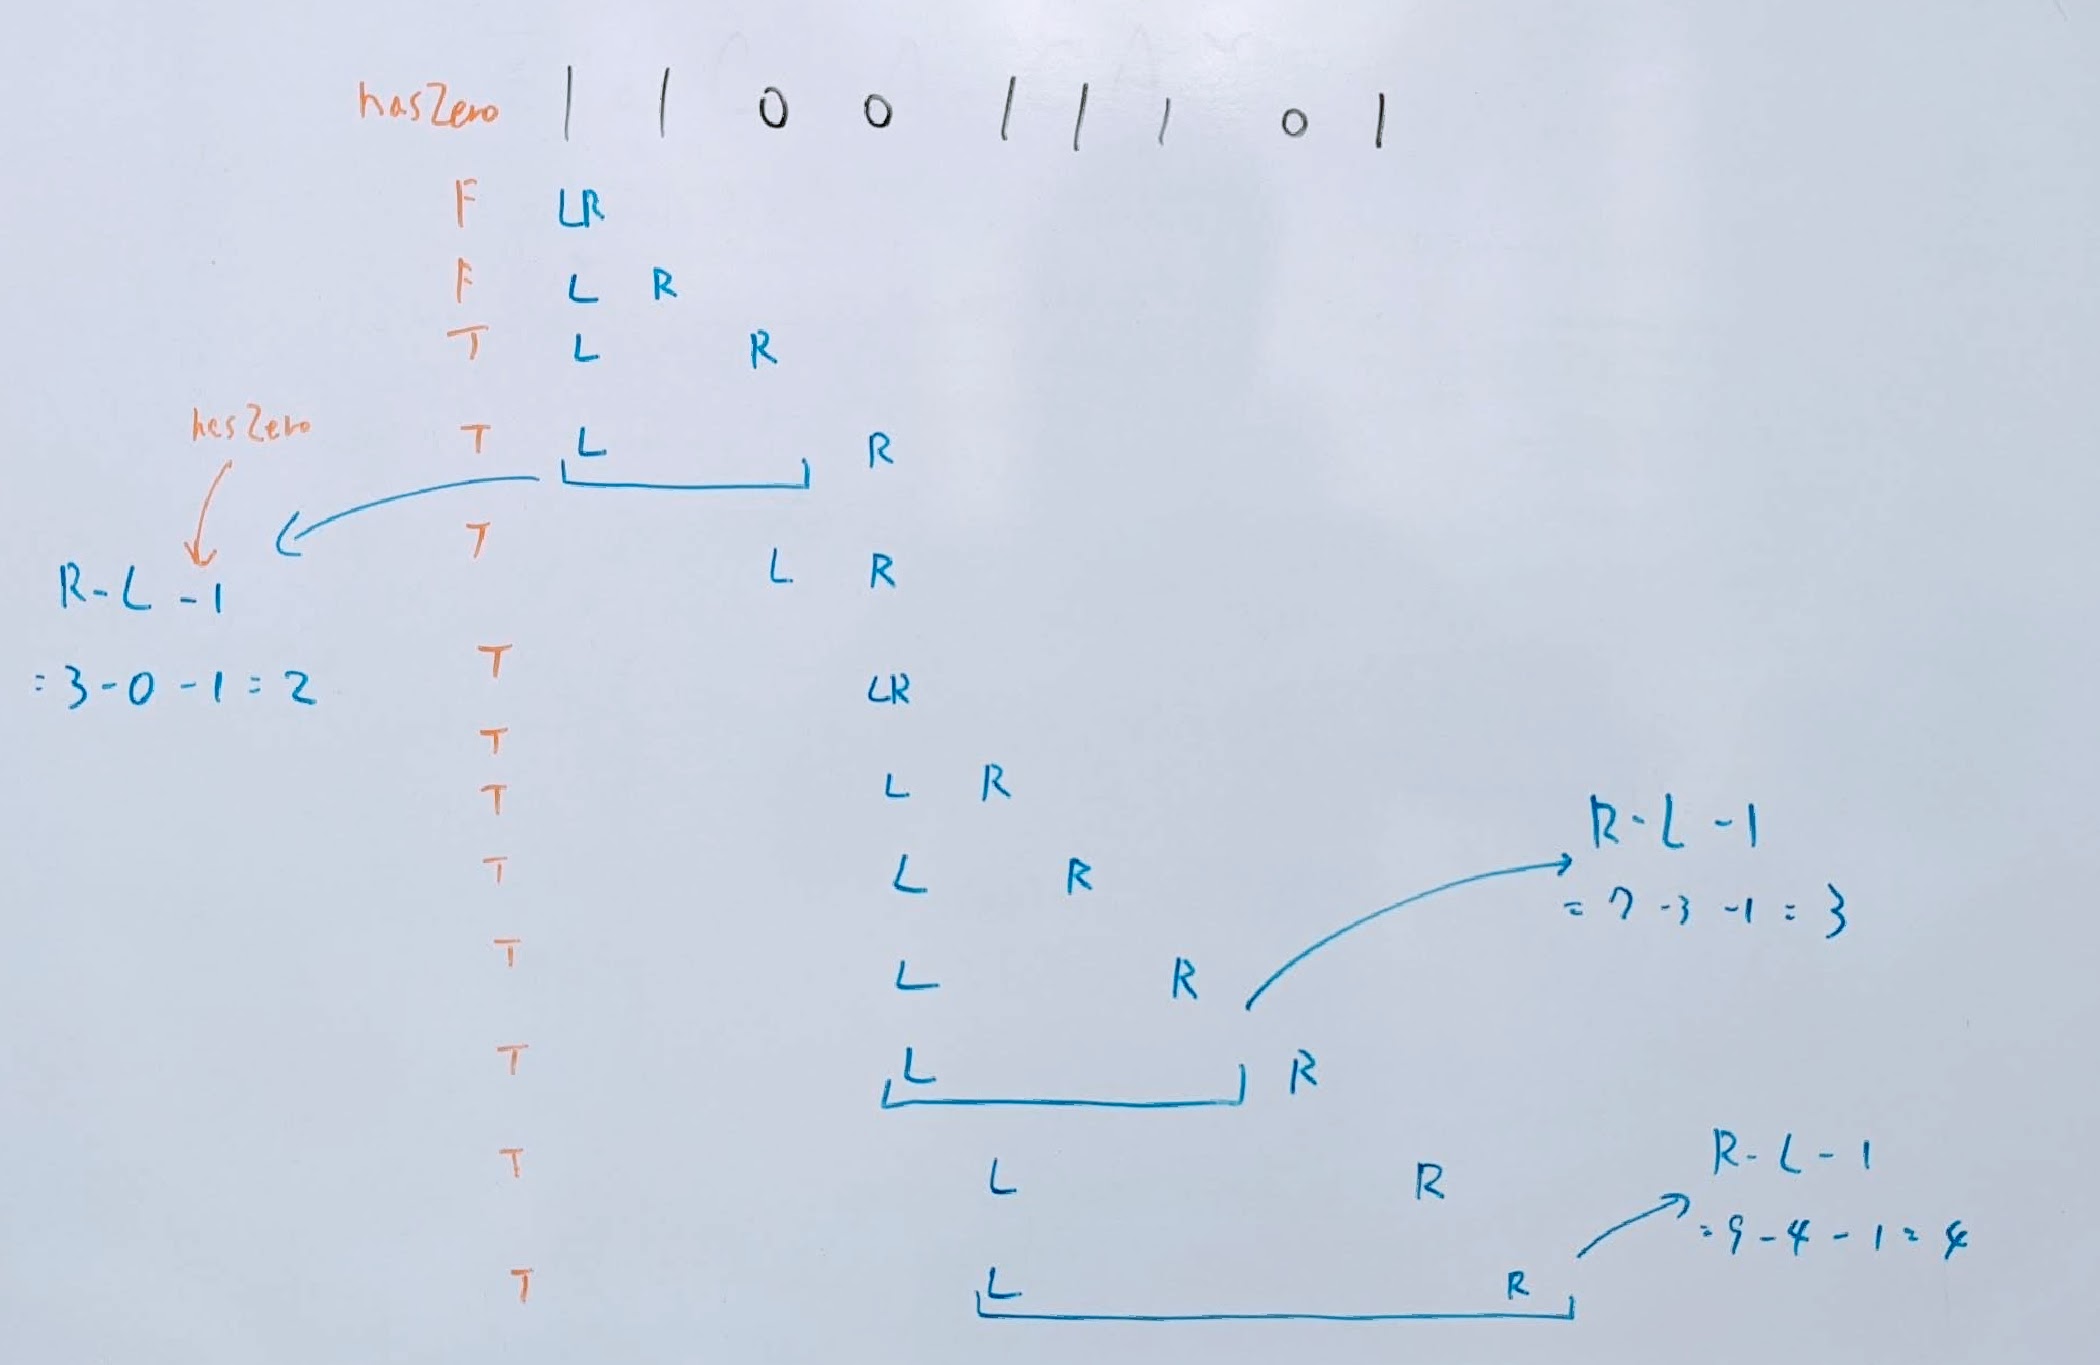 hasZero 1 1 0 0 1 1 1 0 1
F LR
F L R
T L R
hasZero
T L R
T L R
R-L -1
T LR
= 3-0 -1 = 2
T
T L R
R-L -1
T L R
= 7 -3 -1 = 3
T L R
T L R
R-L-1
T L R
= 9-4-1 = 4
T L R